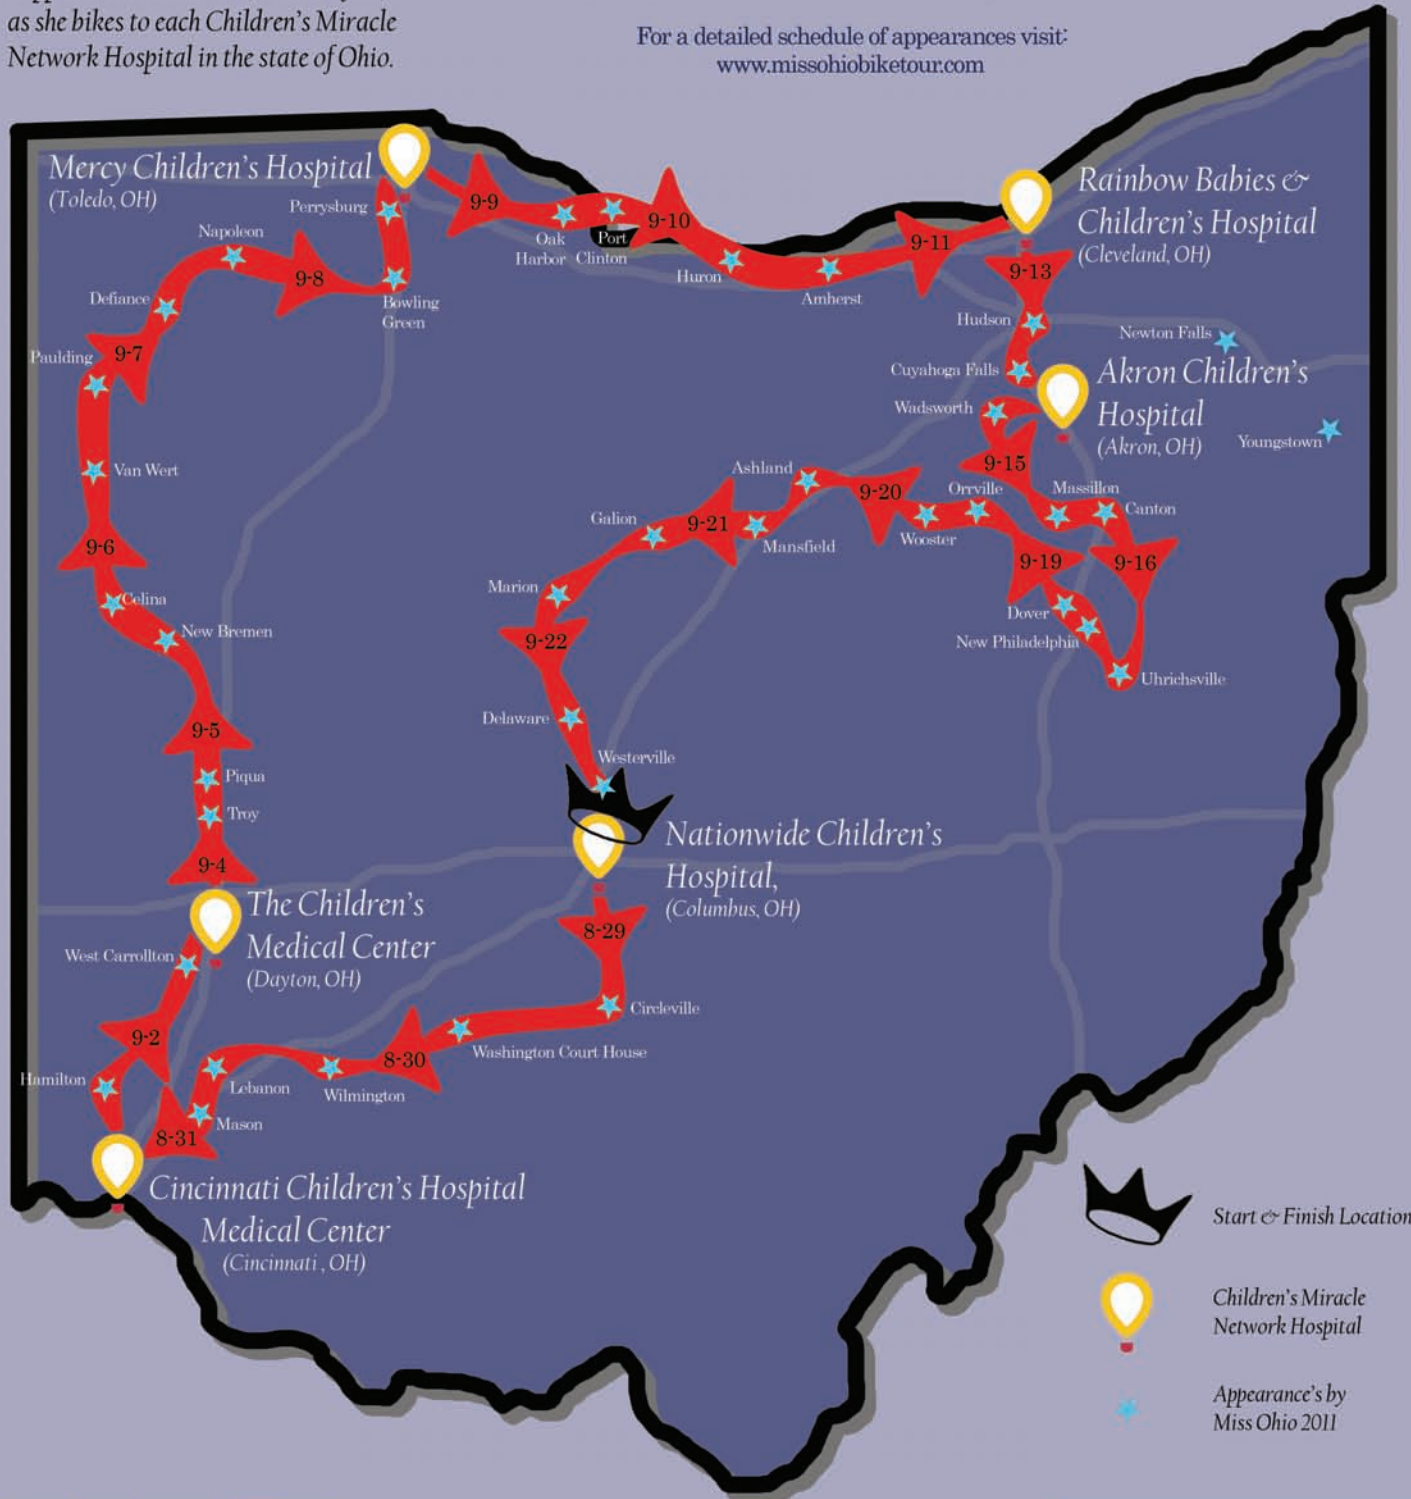 as she bikes to each Children's Miracle
Network Hospital in the state of Ohio.
For a detailed schedule of appearances visit:
www.missohiobiketour.com
Mercy Children's Hospital
(Toledo, OH)
Perrysburg
Napoleon
9-8
Defiance
Bowling
Green
Paulding
9-7
Van Wert
9-6
Celina
New Bremen
9-5
Piqua
Troy
9-4
9-9
Oak
Harbor
Port
Clinton
9-10
Huron
Amherst
9-11
Rainbow Babies &
Children's Hospital
(Cleveland, OH)
9-13
Hudson
Newton Falls
Cuyahoga Falls
Akron Children's
Hospital
(Akron, OH)
Wadsworth
Youngstown
9-15
Massillon
Canton
Orrville
Ashland
9-20
Wooster
Galion
9-21
Mansfield
9-19
9-16
Marion
Dover
New Philadelphia
Uhrichsville
9-22
Delaware
Westerville
Nationwide Children's
Hospital,
(Columbus, OH)
8-29
The Children's
Medical Center
(Dayton, OH)
West Carrollton
Circleville
9-2
8-30
Washington Court House
Hamilton
Lebanon
Wilmington
Mason
8-31
Cincinnati Children's Hospital
Medical Center
(Cincinnati , OH)
Start & Finish Location
Children's Miracle
Network Hospital
Appearance's by
Miss Ohio 2011